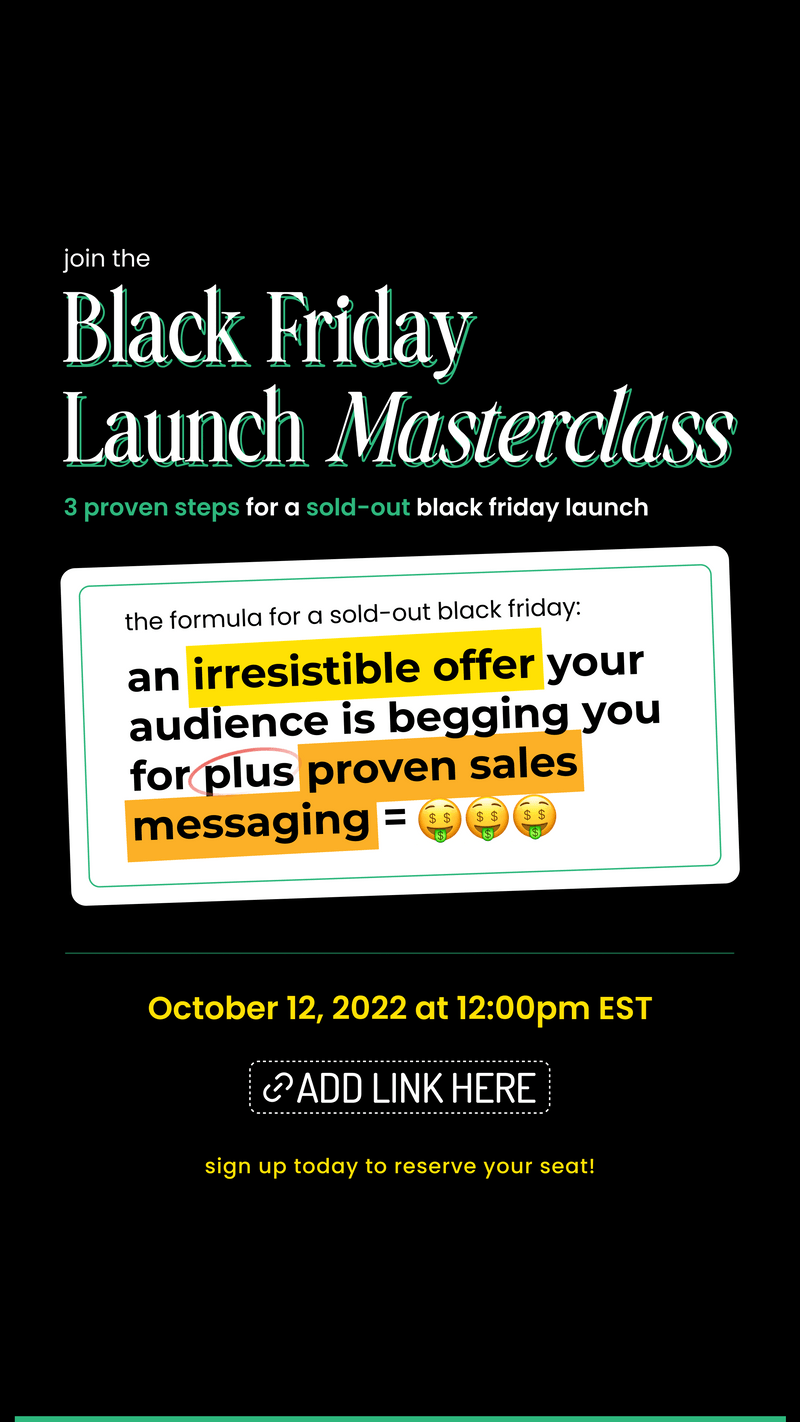 join the
Black Friday
Launch Masterclass
3 proven steps for a sold-out black friday launch
the formula for a sold-out black friday:
an irresistible offer your
audience is begging you
for plus proven sales
messaging = 🤑🤑🤑
October 12, 2022 at 12:00pm EST
ADD LINK HERE
sign up today to reserve your seat!